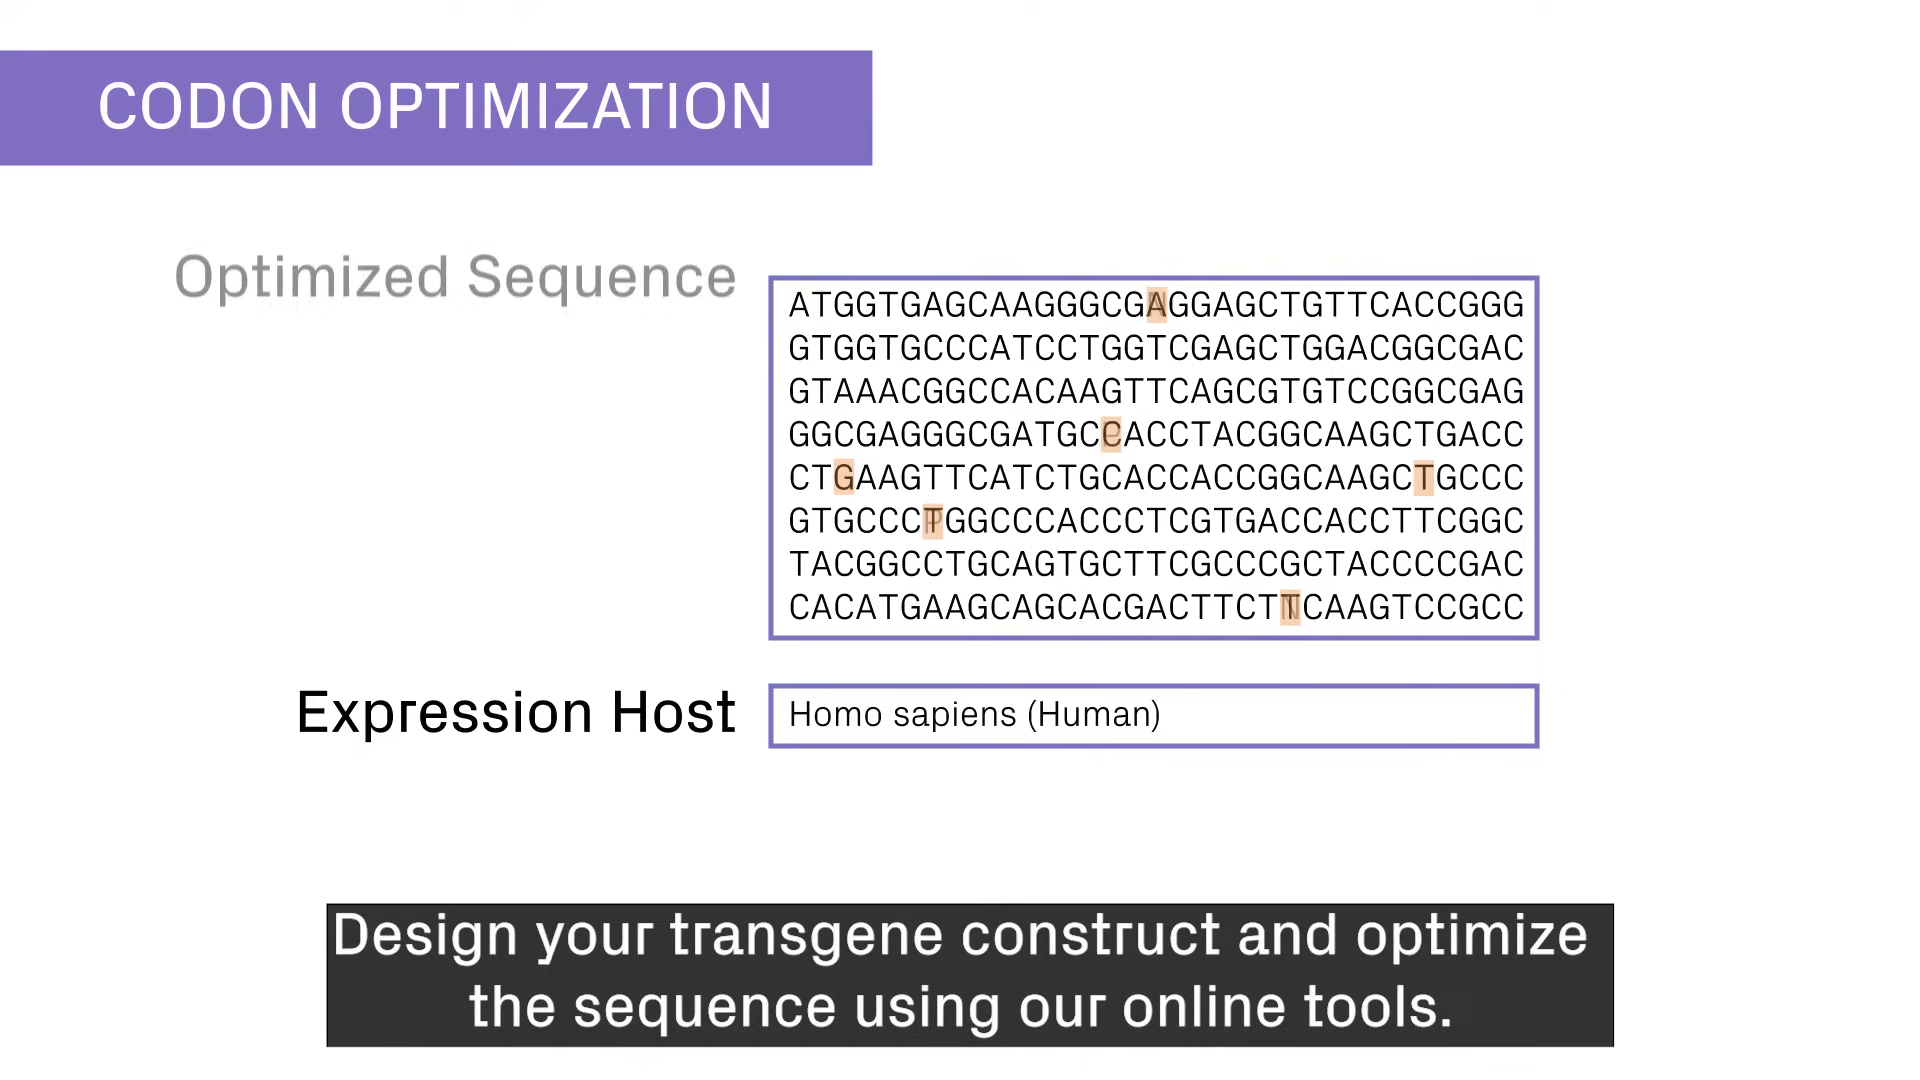 CODON OPTIMIZATION
Optimized Sequence
ATGGTGAGCAAGGGCGAGGAGCTGTTCACCGGG
GTGGTGCCCATCCTGGTCGAGCTGGACGGCGAC
GTAAACGGCCACAAGTTCAGCGTGTCCGGCGAG
GGCGAGGGCGATGCCACCTACGGCAAGCTGACC
CTGAAGTTCATCTGCACCACCGGCAAGCTGCCC
GTGCCCTGGCCCACCCTCGTGACCACCTTCGGC
TACGGCCTGCAGTGCTTCGCCCGCTACCCCGAC
CACATGAAGCAGCACGACTTCTTCAAGTCCGCC
Expression Host
Homo sapiens (Human)
Design your transgene construct and optimize
the sequence using our online tools.